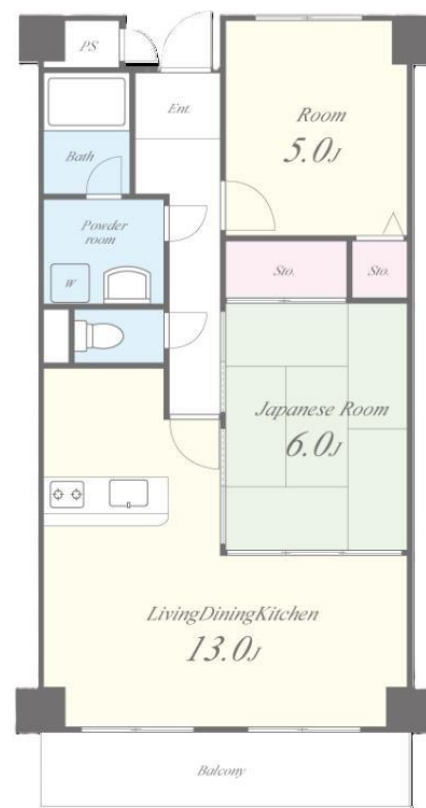 PS
Ent.
Room
5.0J
Bath
Powder
room
W
Sto.
Sto.
Japanese Room
6.0J
LivingDiningKitchen
13.0J
Balcony